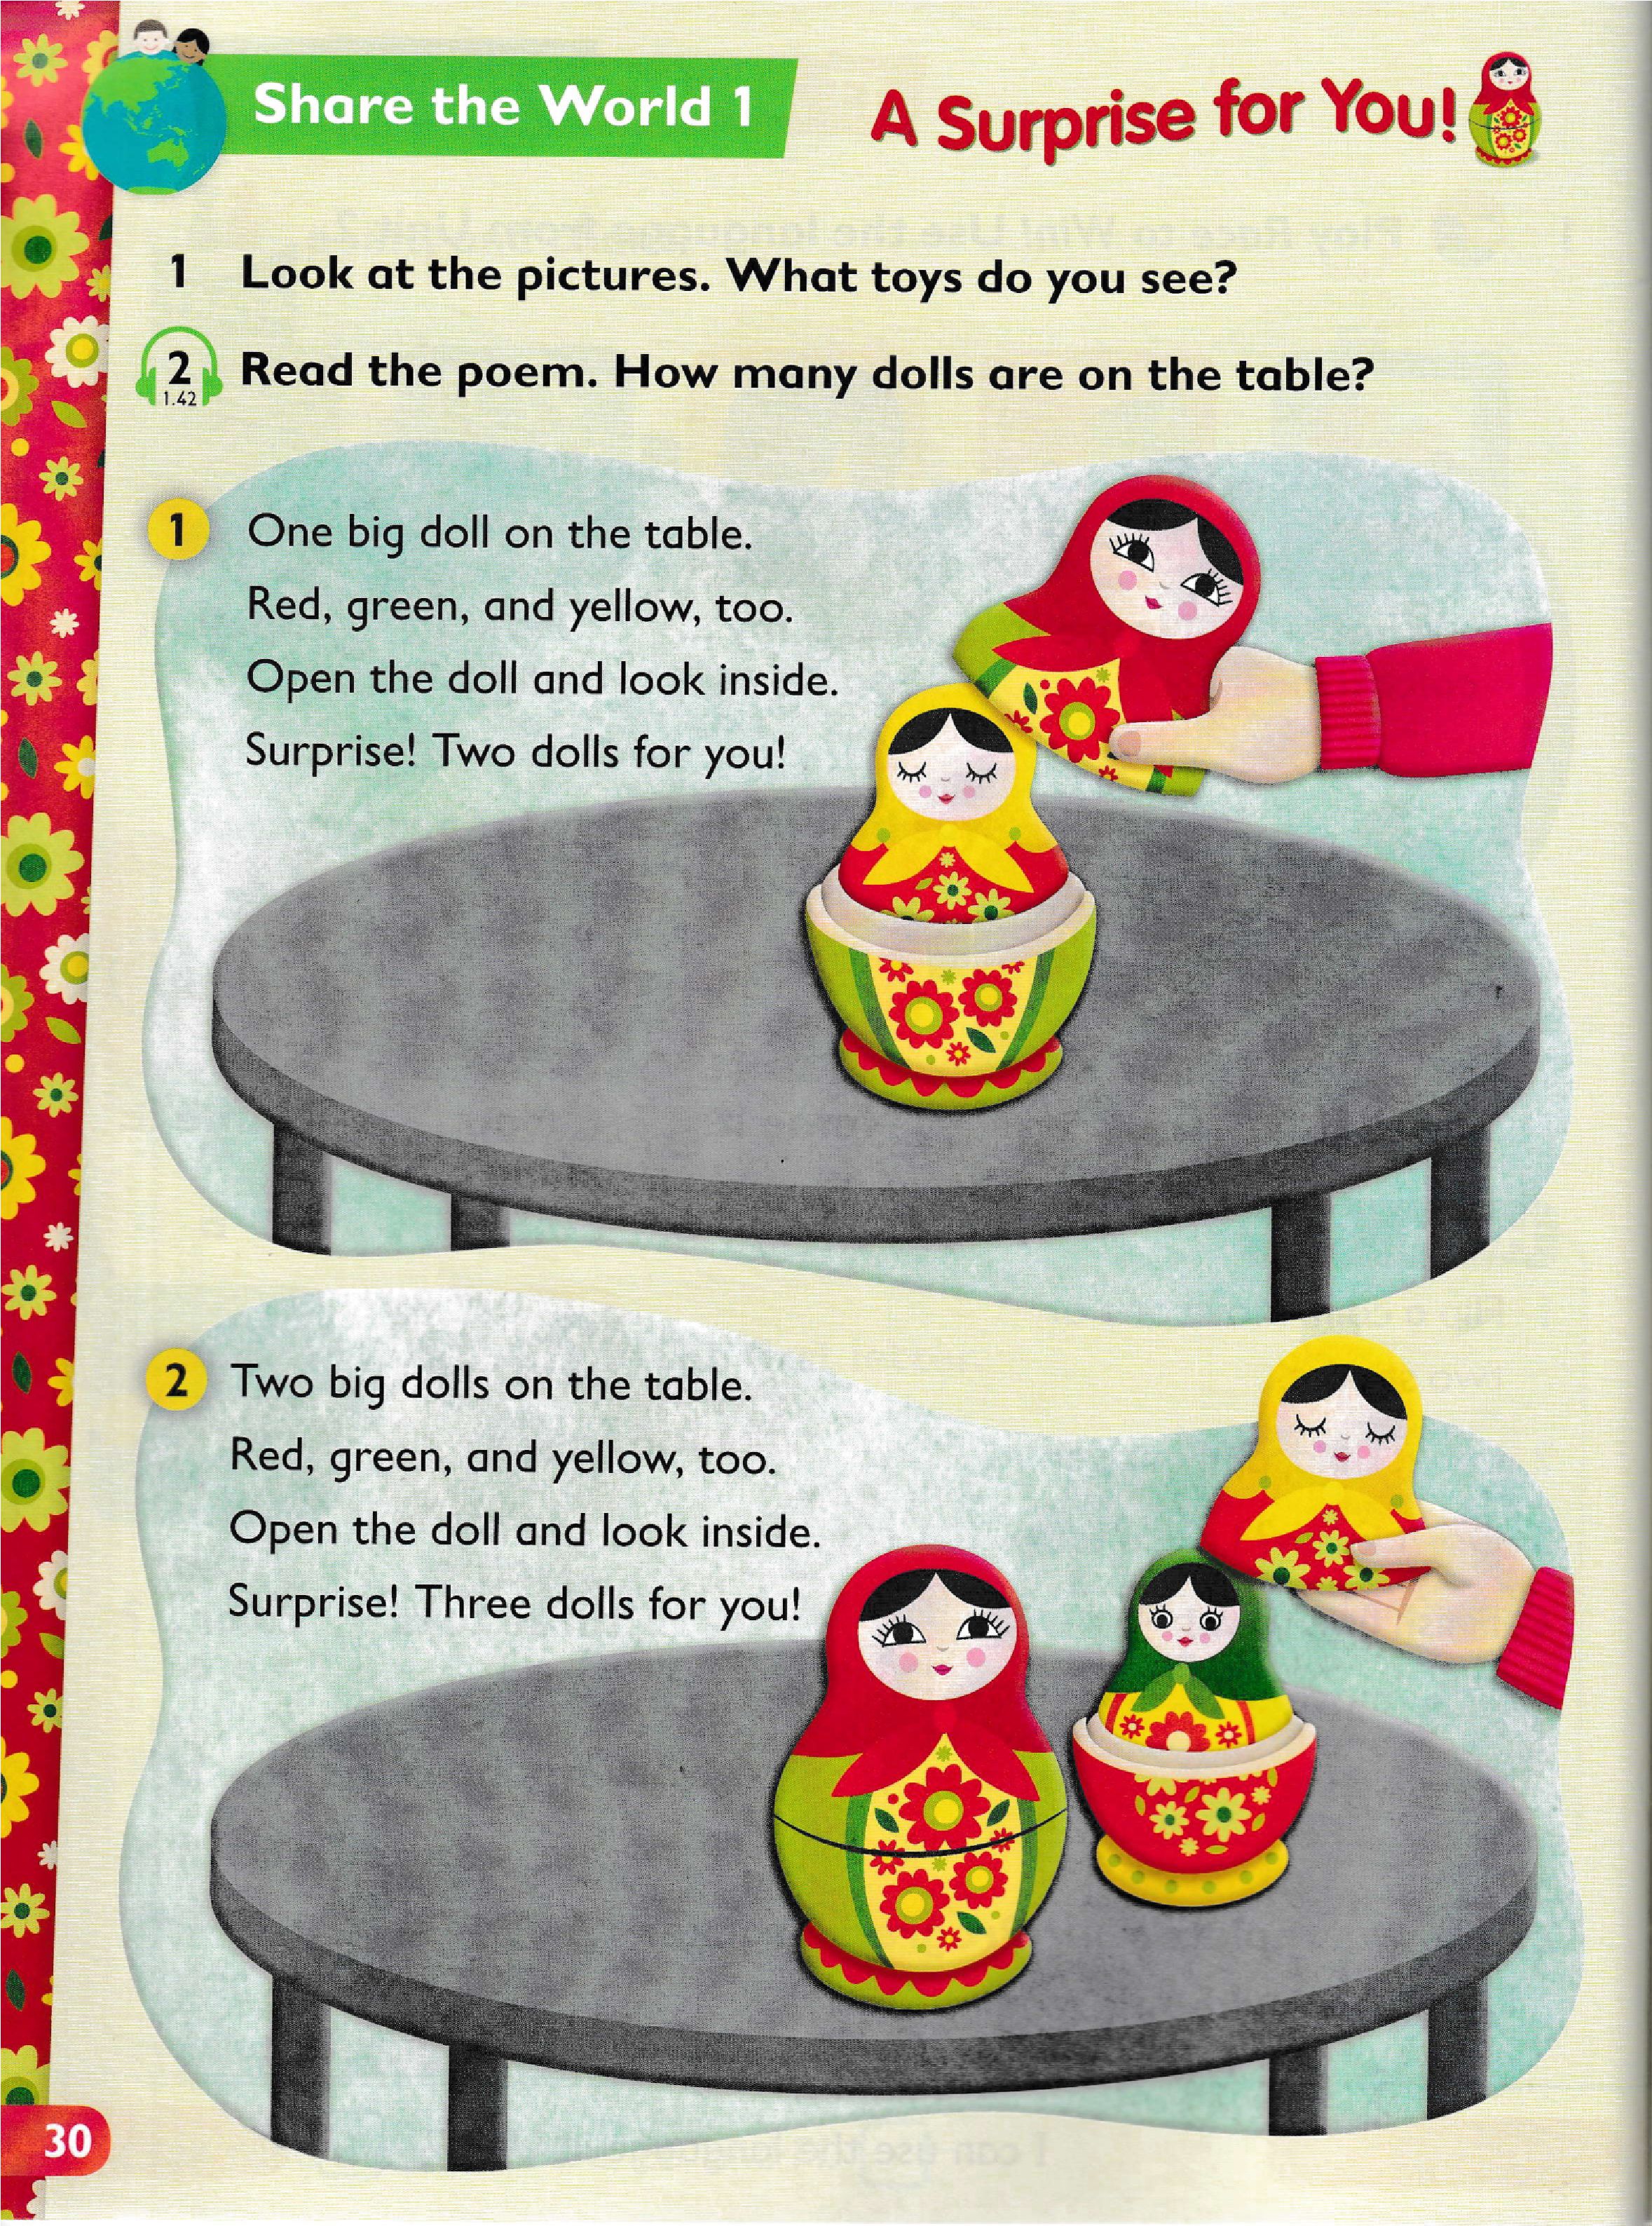 Share the World 1
A Surprise for You!
1 Look at the pictures. What toys do you see?
2 Read the poem. How many dolls are on the table?
1.42
1 One big doll on the table.
Red, green, and yellow, too.
Open the doll and look inside.
Surprise! Two dolls for you!
2 Two big dolls on the table.
Red, green, and yellow, too.
Open the doll and look inside.
Surprise! Three dolls for you!
30